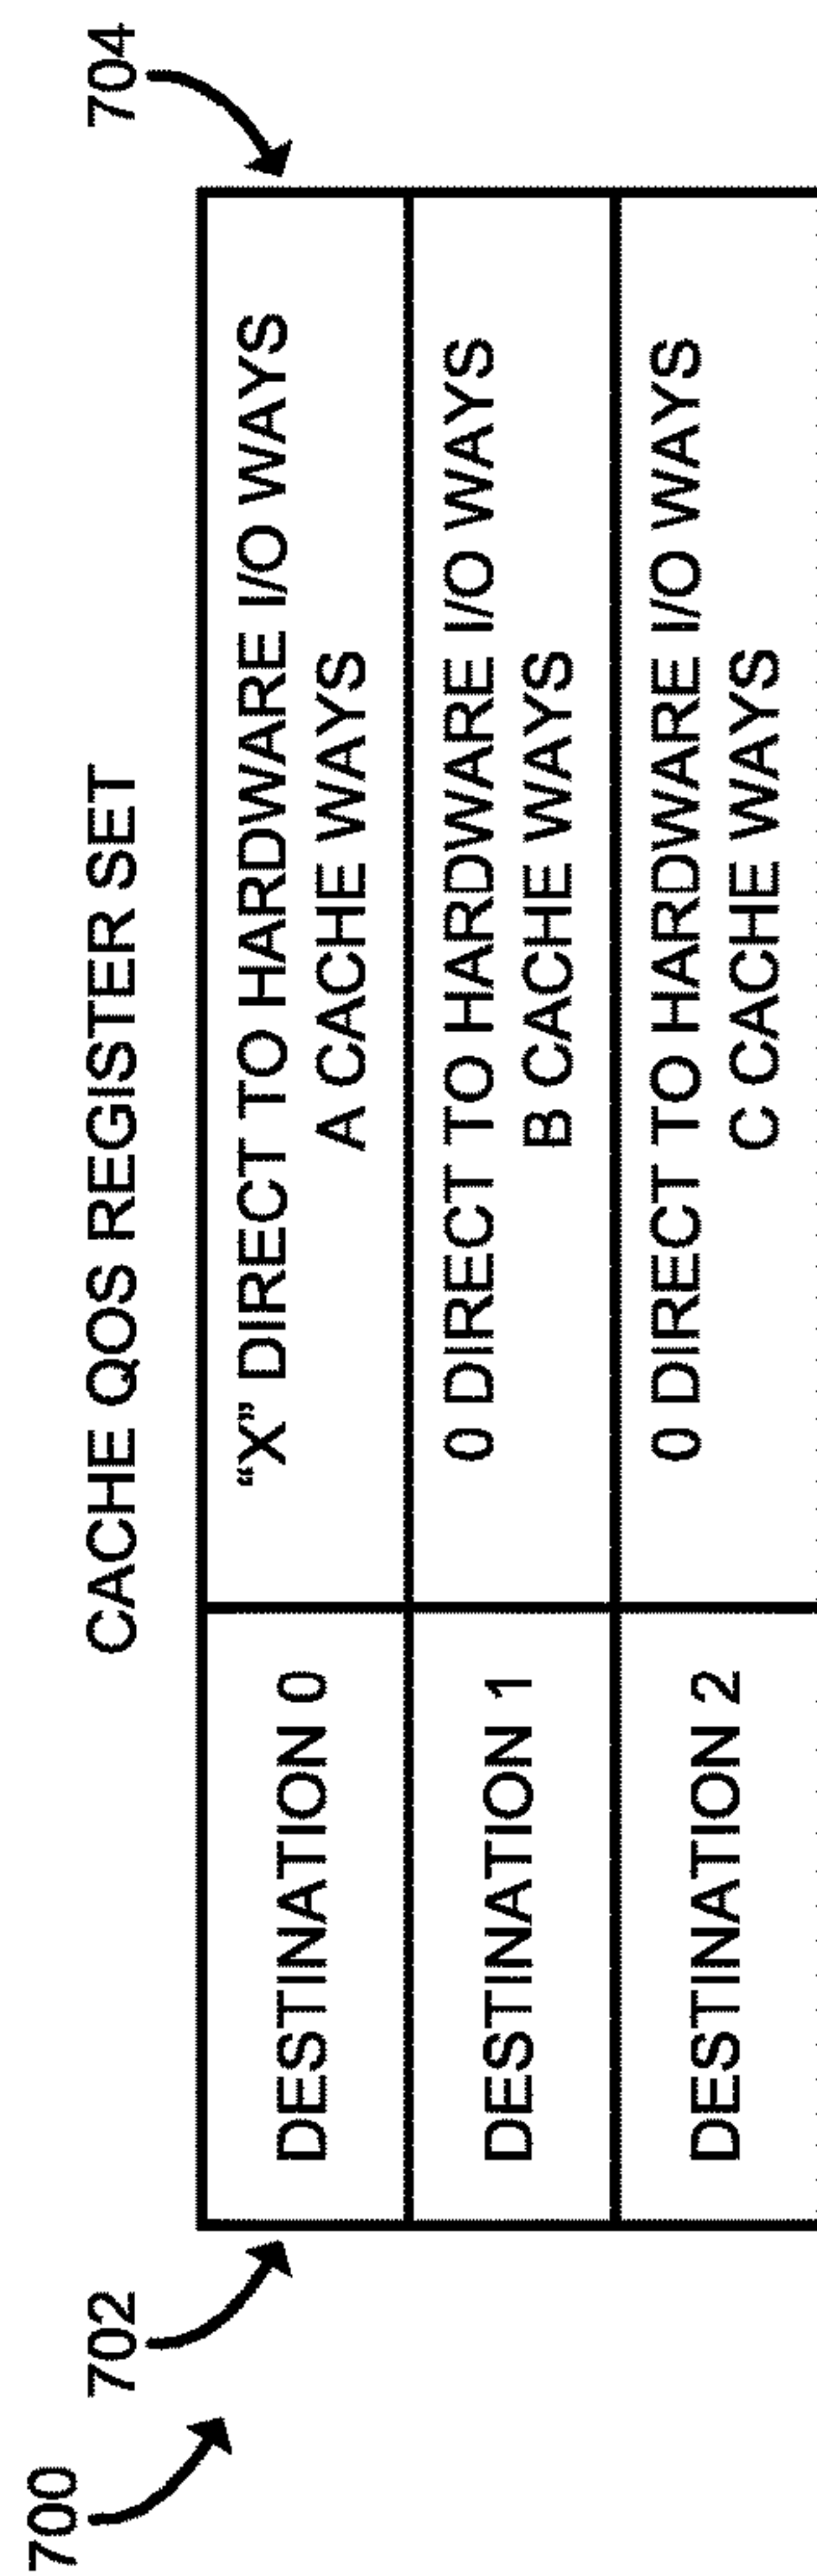 700
702
CACHE QOS REGISTER SET
704
DESTINATION 0
“X” DIRECT TO HARDWARE I/O WAYS
A CACHE WAYS
DESTINATION 1
0 DIRECT TO HARDWARE I/O WAYS
B CACHE WAYS
DESTINATION 2
0 DIRECT TO HARDWARE I/O WAYS
C CACHE WAYS